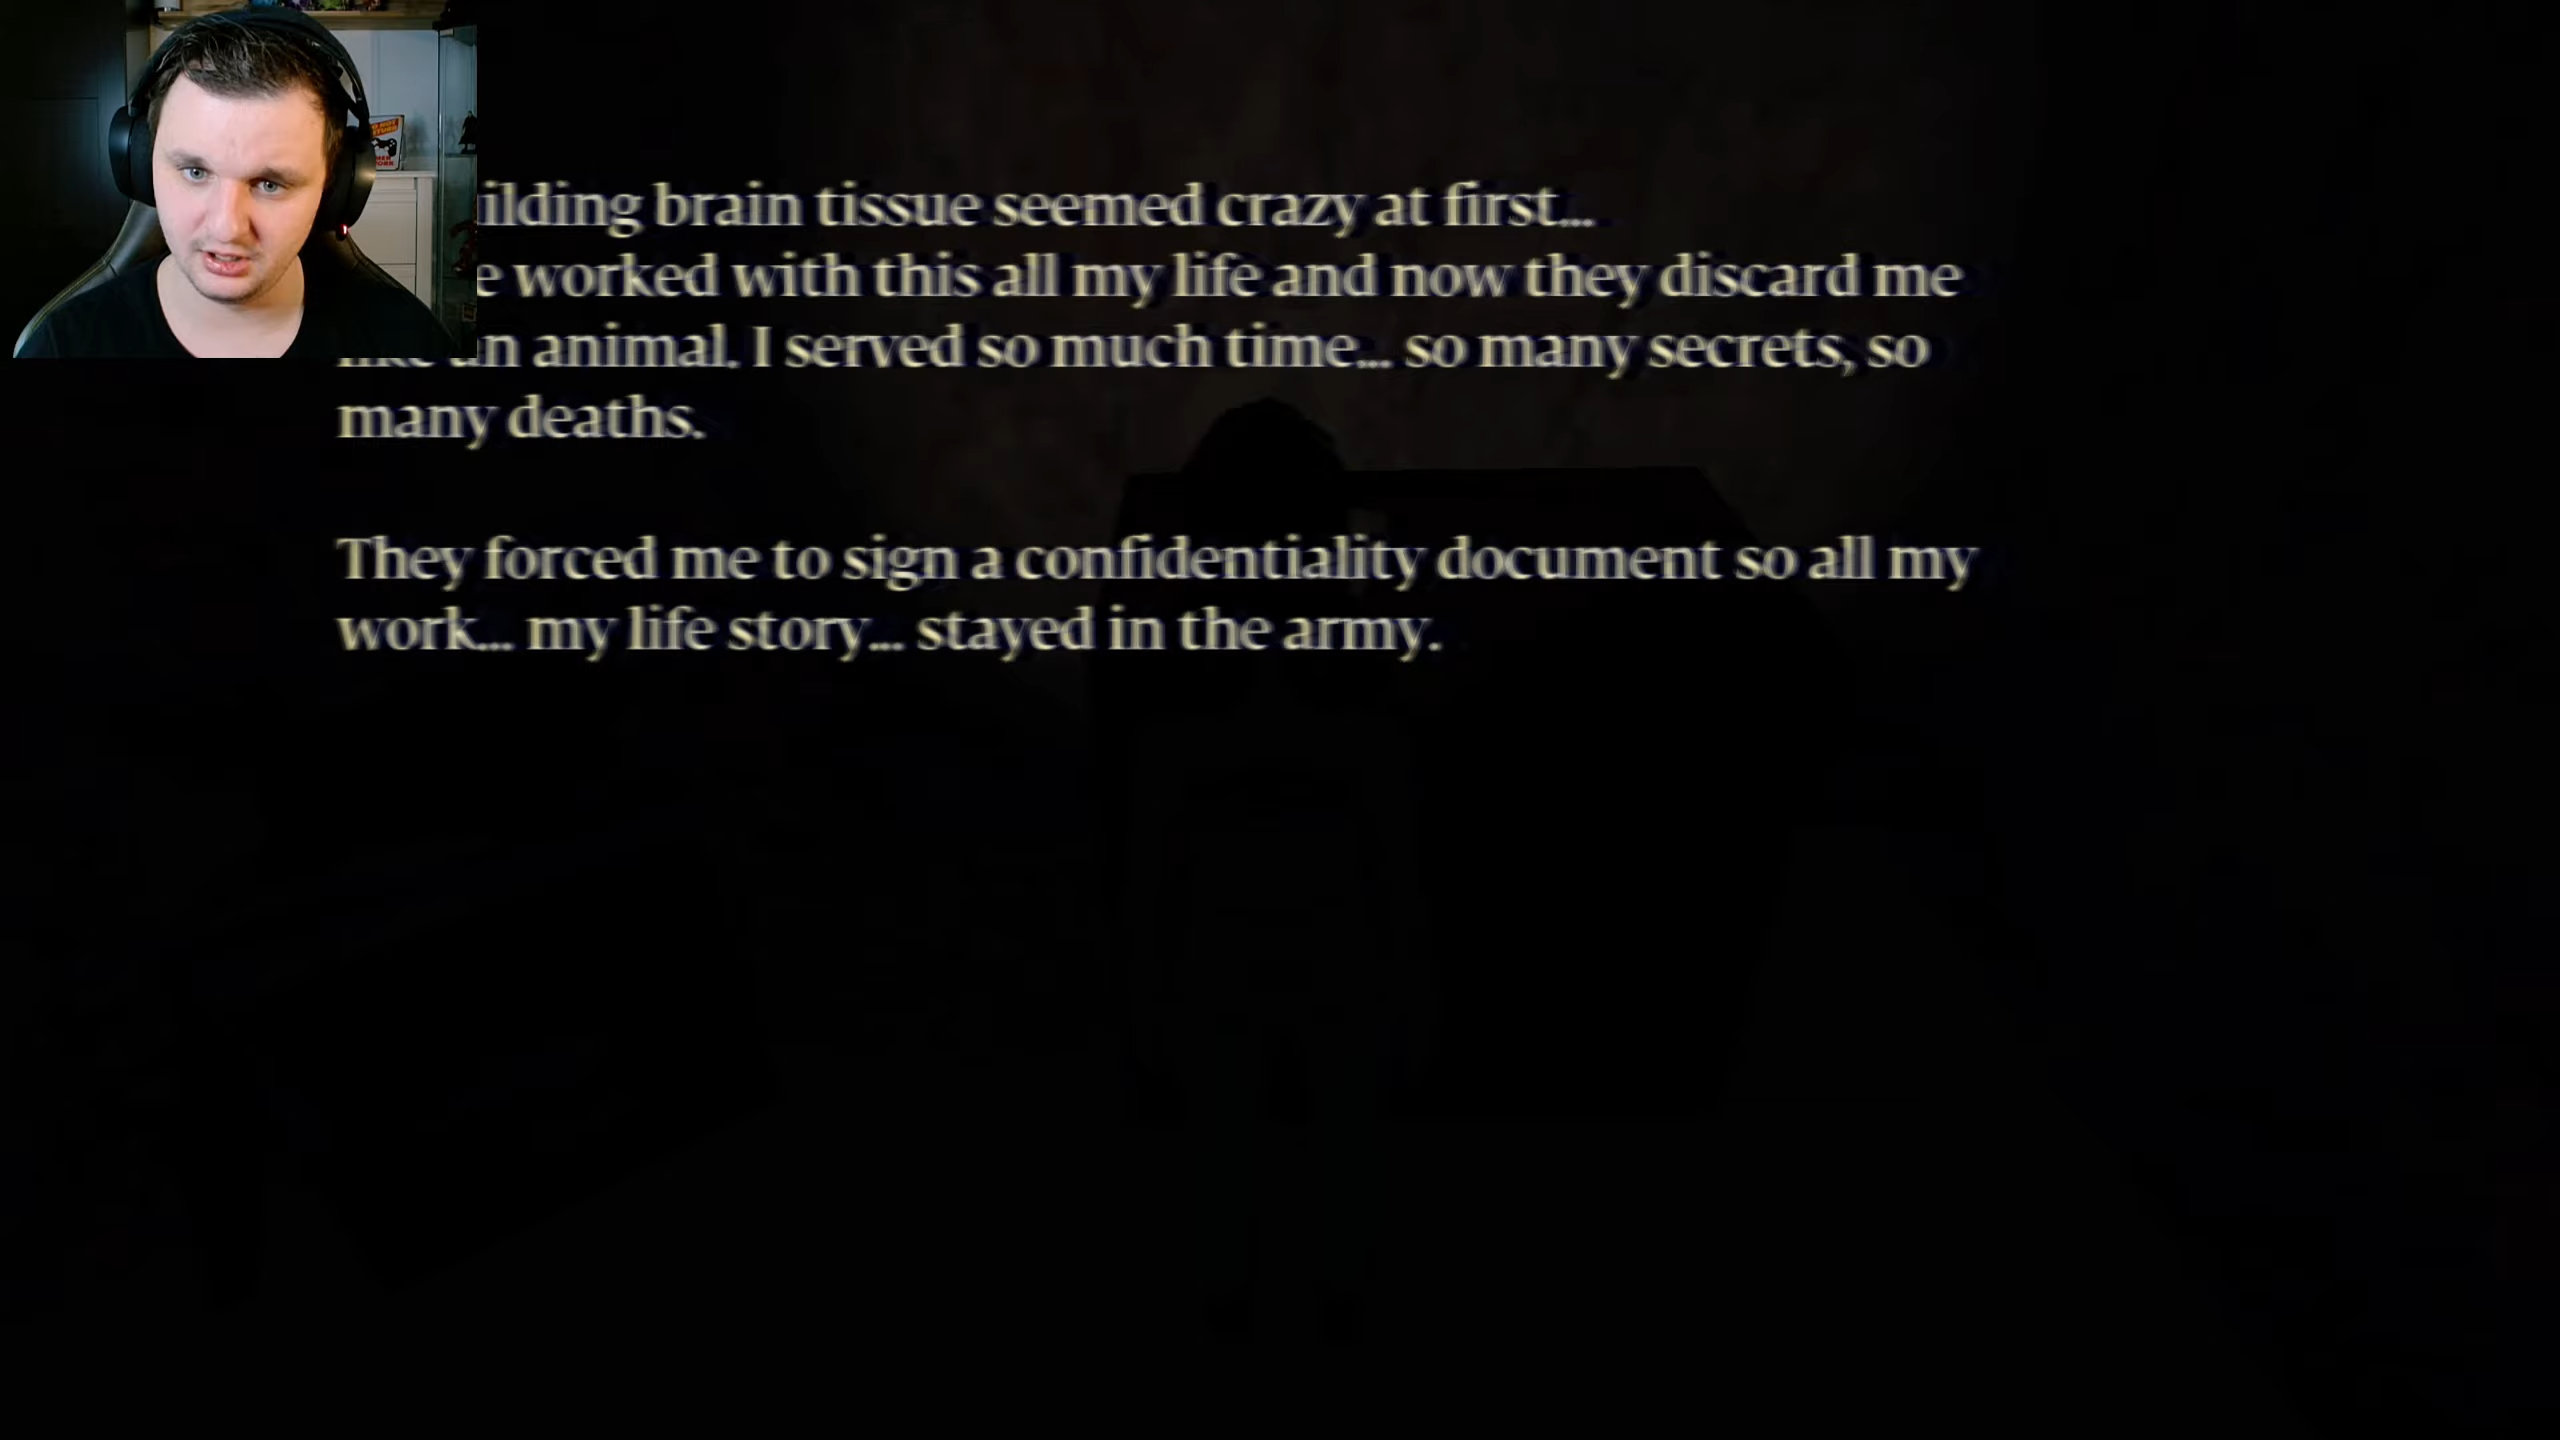 ilding brain tissue seemed crazy at first...
e worked with this all my life and now they discard me
an animal. I served so much time... so many secrets, so
many deaths.
They forced me to sign a confidentiality document so all my
work... my life story... stayed in the army.